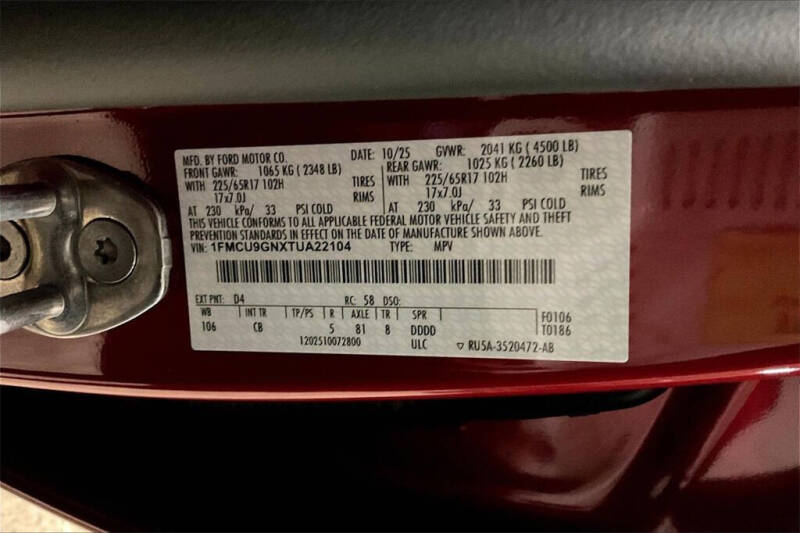 MFD. BY FORD MOTOR CO. DATE: 10/25 GVWR: 2041 KG ( 4500 LB)
FRONT GAWR: 1065 KG ( 2348 LB) REAR GAWR: 1025 KG ( 2260 LB)
WITH 225/65R17 102H TIRES WITH 225/65R17 102H TIRES
17x7.0J RIMS 17x7.0J RIMS
AT 230 kPa/ 33 PSI COLD AT 230 kPa/ 33 PSI COLD
THIS VEHICLE CONFORMS TO ALL APPLICABLE FEDERAL MOTOR VEHICLE SAFETY AND THEFT
PREVENTION STANDARDS IN EFFECT ON THE DATE OF MANUFACTURE SHOWN ABOVE.
VIN: 1FMCU9GNXTUA22104 TYPE: MPV
EXT PNT: D4 RC: 58 DSO:
WB INT TR TP/PS R AXLE TR SPR F0106
106 CB 5 81 8 DDDD T0186
1202510072800 ULC ▽ RU5A-3520472-AB